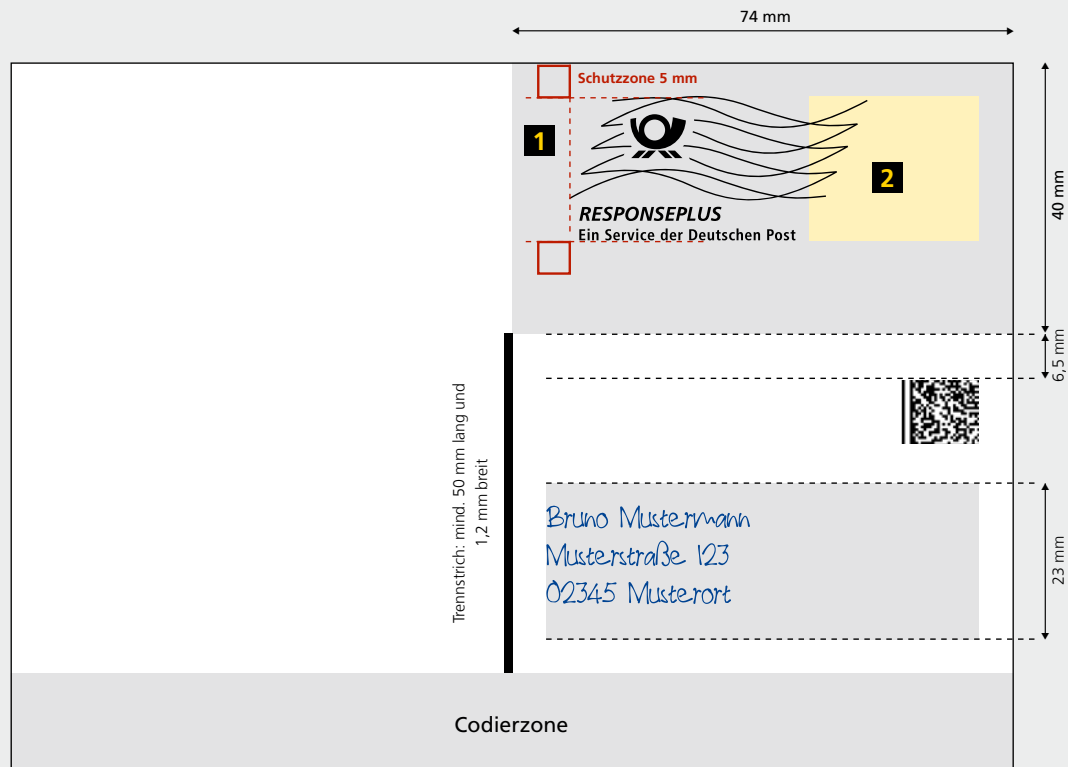 74 mm
Schutzzone 5 mm
1
2
RESPONSEPLUS
Ein Service der Deutschen Post
40 mm
6,5 mm
Trennstrich: mind. 50 mm lang und
1,2 mm breit
Bruno Mustermann
Musterstraße 123
02345 Musterort
23 mm
Codierzone